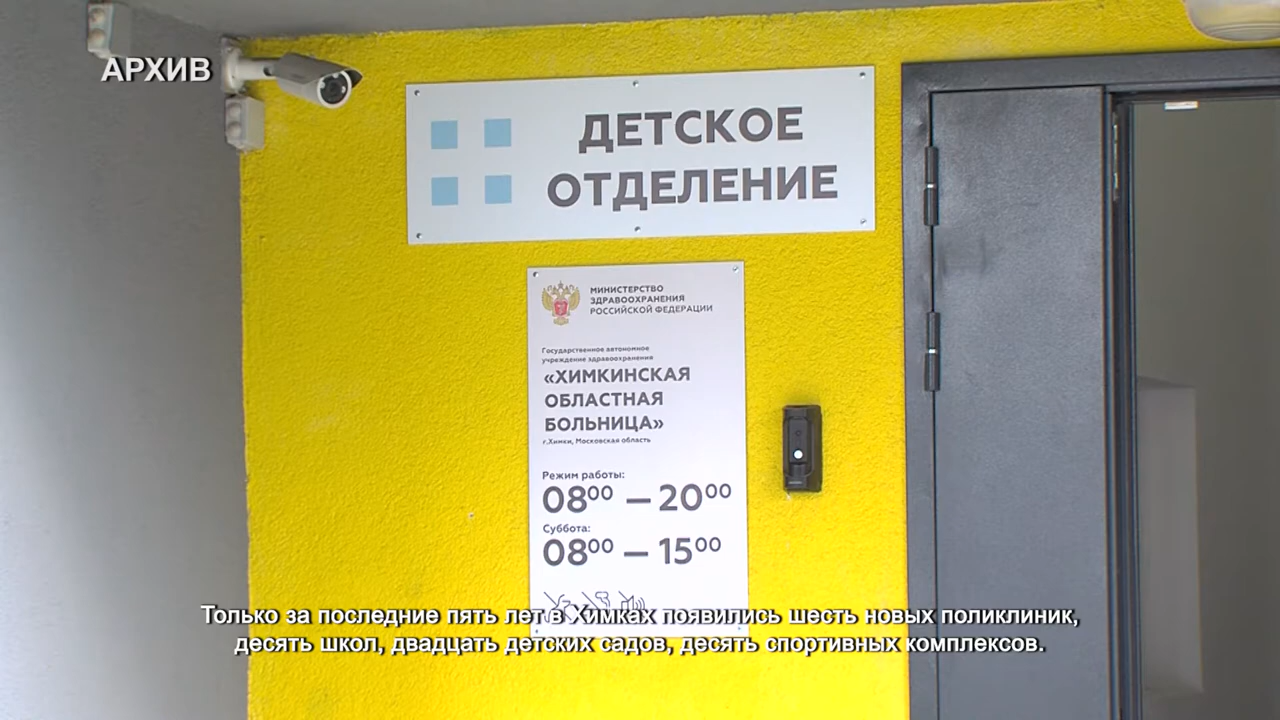 АРХИВ
ДЕТСКОЕ
ОТДЕЛЕНИЕ
МИНИСТЕРСТВО
ЗДРАВООХРАНЕНИЯ
РОССИЙСКОЙ ФЕДЕРАЦИИ
Государственное автономное
учреждение здравоохранения
«ХИМКИНСКАЯ
ОБЛАСТНАЯ
БОЛЬНИЦА»
г.Химки, Московская область
Режим работы:
08⁰⁰ — 20⁰⁰
Суббота:
08⁰⁰ — 15⁰⁰
Только за последние пять лет в Химках появились шесть новых поликлиник,
десять школ, двадцать детских садов, десять спортивных комплексов.